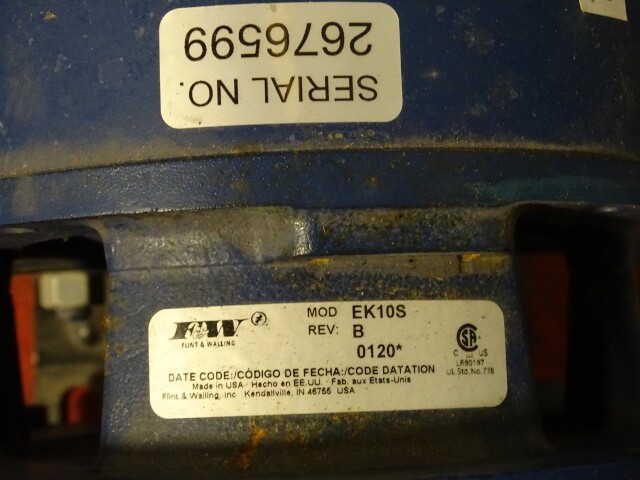 SERIAL NO.
2676599
F&W
FLINT & WALLING
MOD EK10S
REV: B
0120*
DATE CODE:/CÓDIGO DE FECHA:/CODE DATATION
Made in USA · Hecho en EE.UU. · Fab. aux Etats-Unis
Flint & Walling, Inc Kendallville, IN 46755 USA
C US
LR90197
UL Std. No. 778